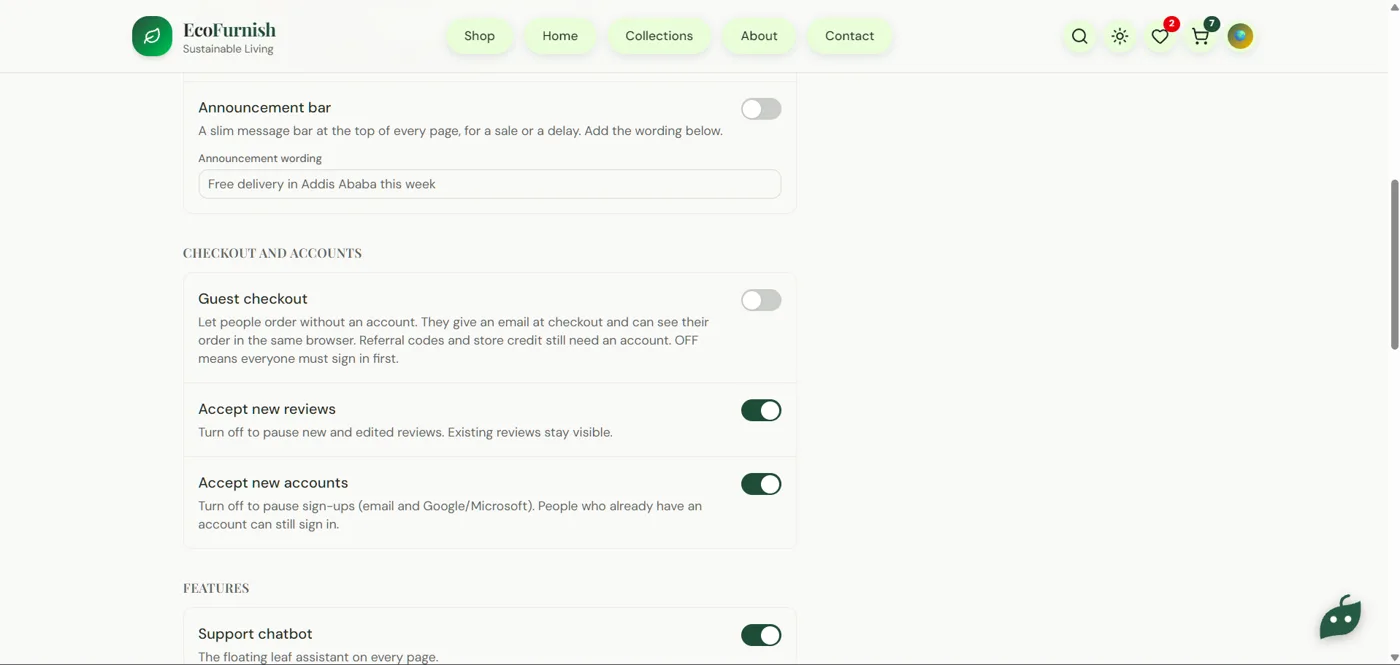 EcoFurnish
Sustainable Living
Shop
Home
Collections
About
Contact
2
7
Announcement bar
A slim message bar at the top of every page, for a sale or a delay. Add the wording below.
Announcement wording
Free delivery in Addis Ababa this week
CHECKOUT AND ACCOUNTS
Guest checkout
Let people order without an account. They give an email at checkout and can see their
order in the same browser. Referral codes and store credit still need an account. OFF
means everyone must sign in first.
Accept new reviews
Turn off to pause new and edited reviews. Existing reviews stay visible.
Accept new accounts
Turn off to pause sign-ups (email and Google/Microsoft). People who already have an
account can still sign in.
FEATURES
Support chatbot
The floating leaf assistant on every page.